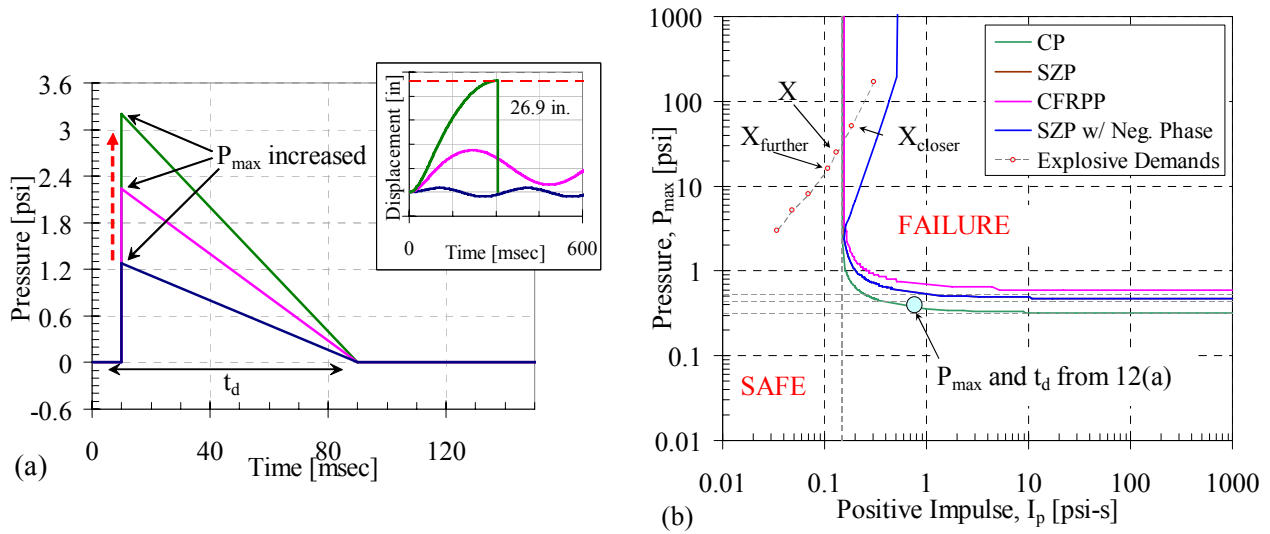 3.6
3
2.4
1.8
1.2
0.6
0
-0.6
Pressure [psi]
P_max increased
t_d
0
40
80
120
Time [msec]
Displacement [in]
26.9 in.
0
600
Time [msec]
(a)
1000
100
10
1
0.1
0.01
Pressure, P_max [psi]
X
X_further
X_closer
CP
SZP
CFRPP
SZP w/ Neg. Phase
Explosive Demands
FAILURE
SAFE
P_max and t_d from 12(a)
0.01
0.1
1
10
100
1000
Positive Impulse, I_p [psi-s]
(b)